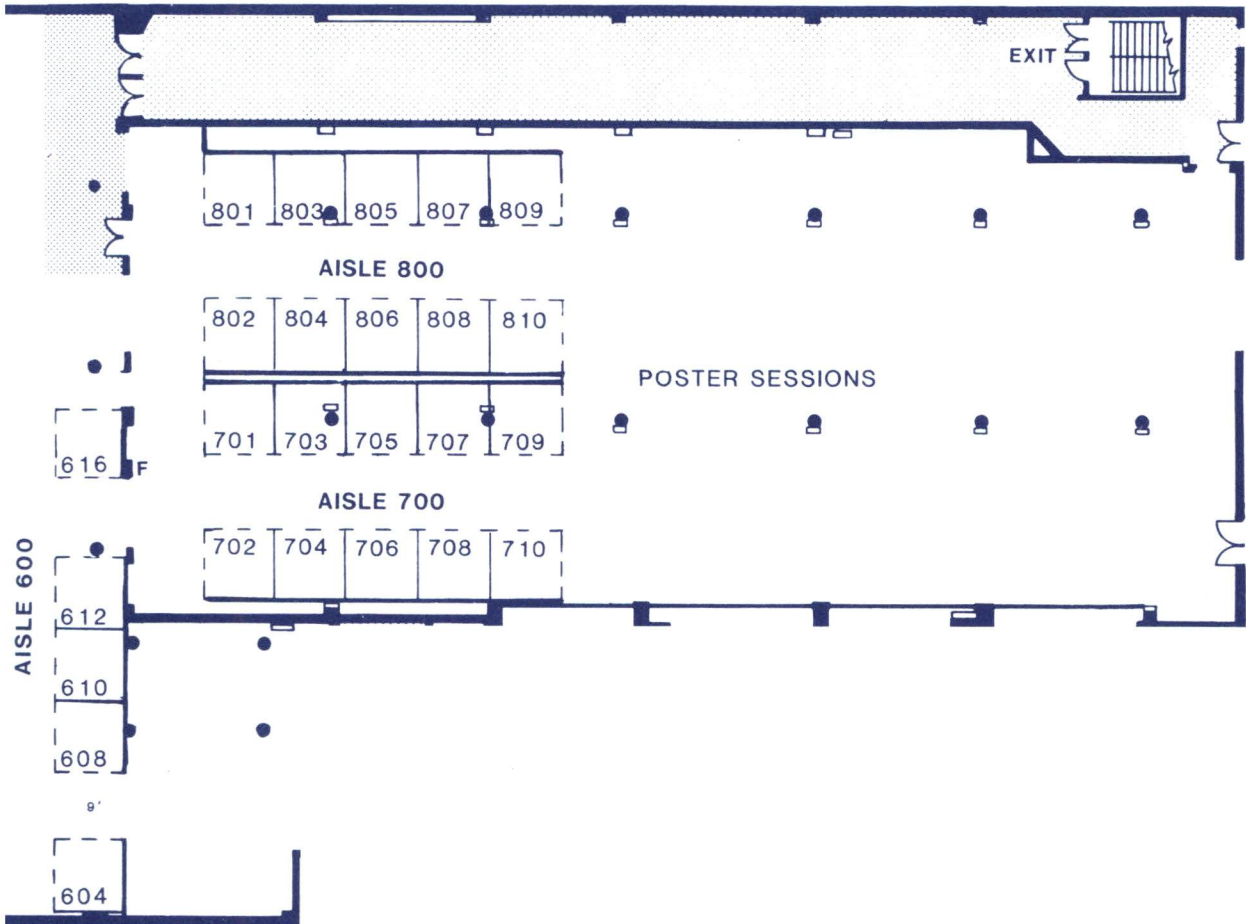 EXIT
801 803 805 807 809
AISLE 800
802 804 806 808 810
POSTER SESSIONS
701 703 705 707 709
616 F
AISLE 700
702 704 706 708 710
AISLE 600
612
610
608
9'
604